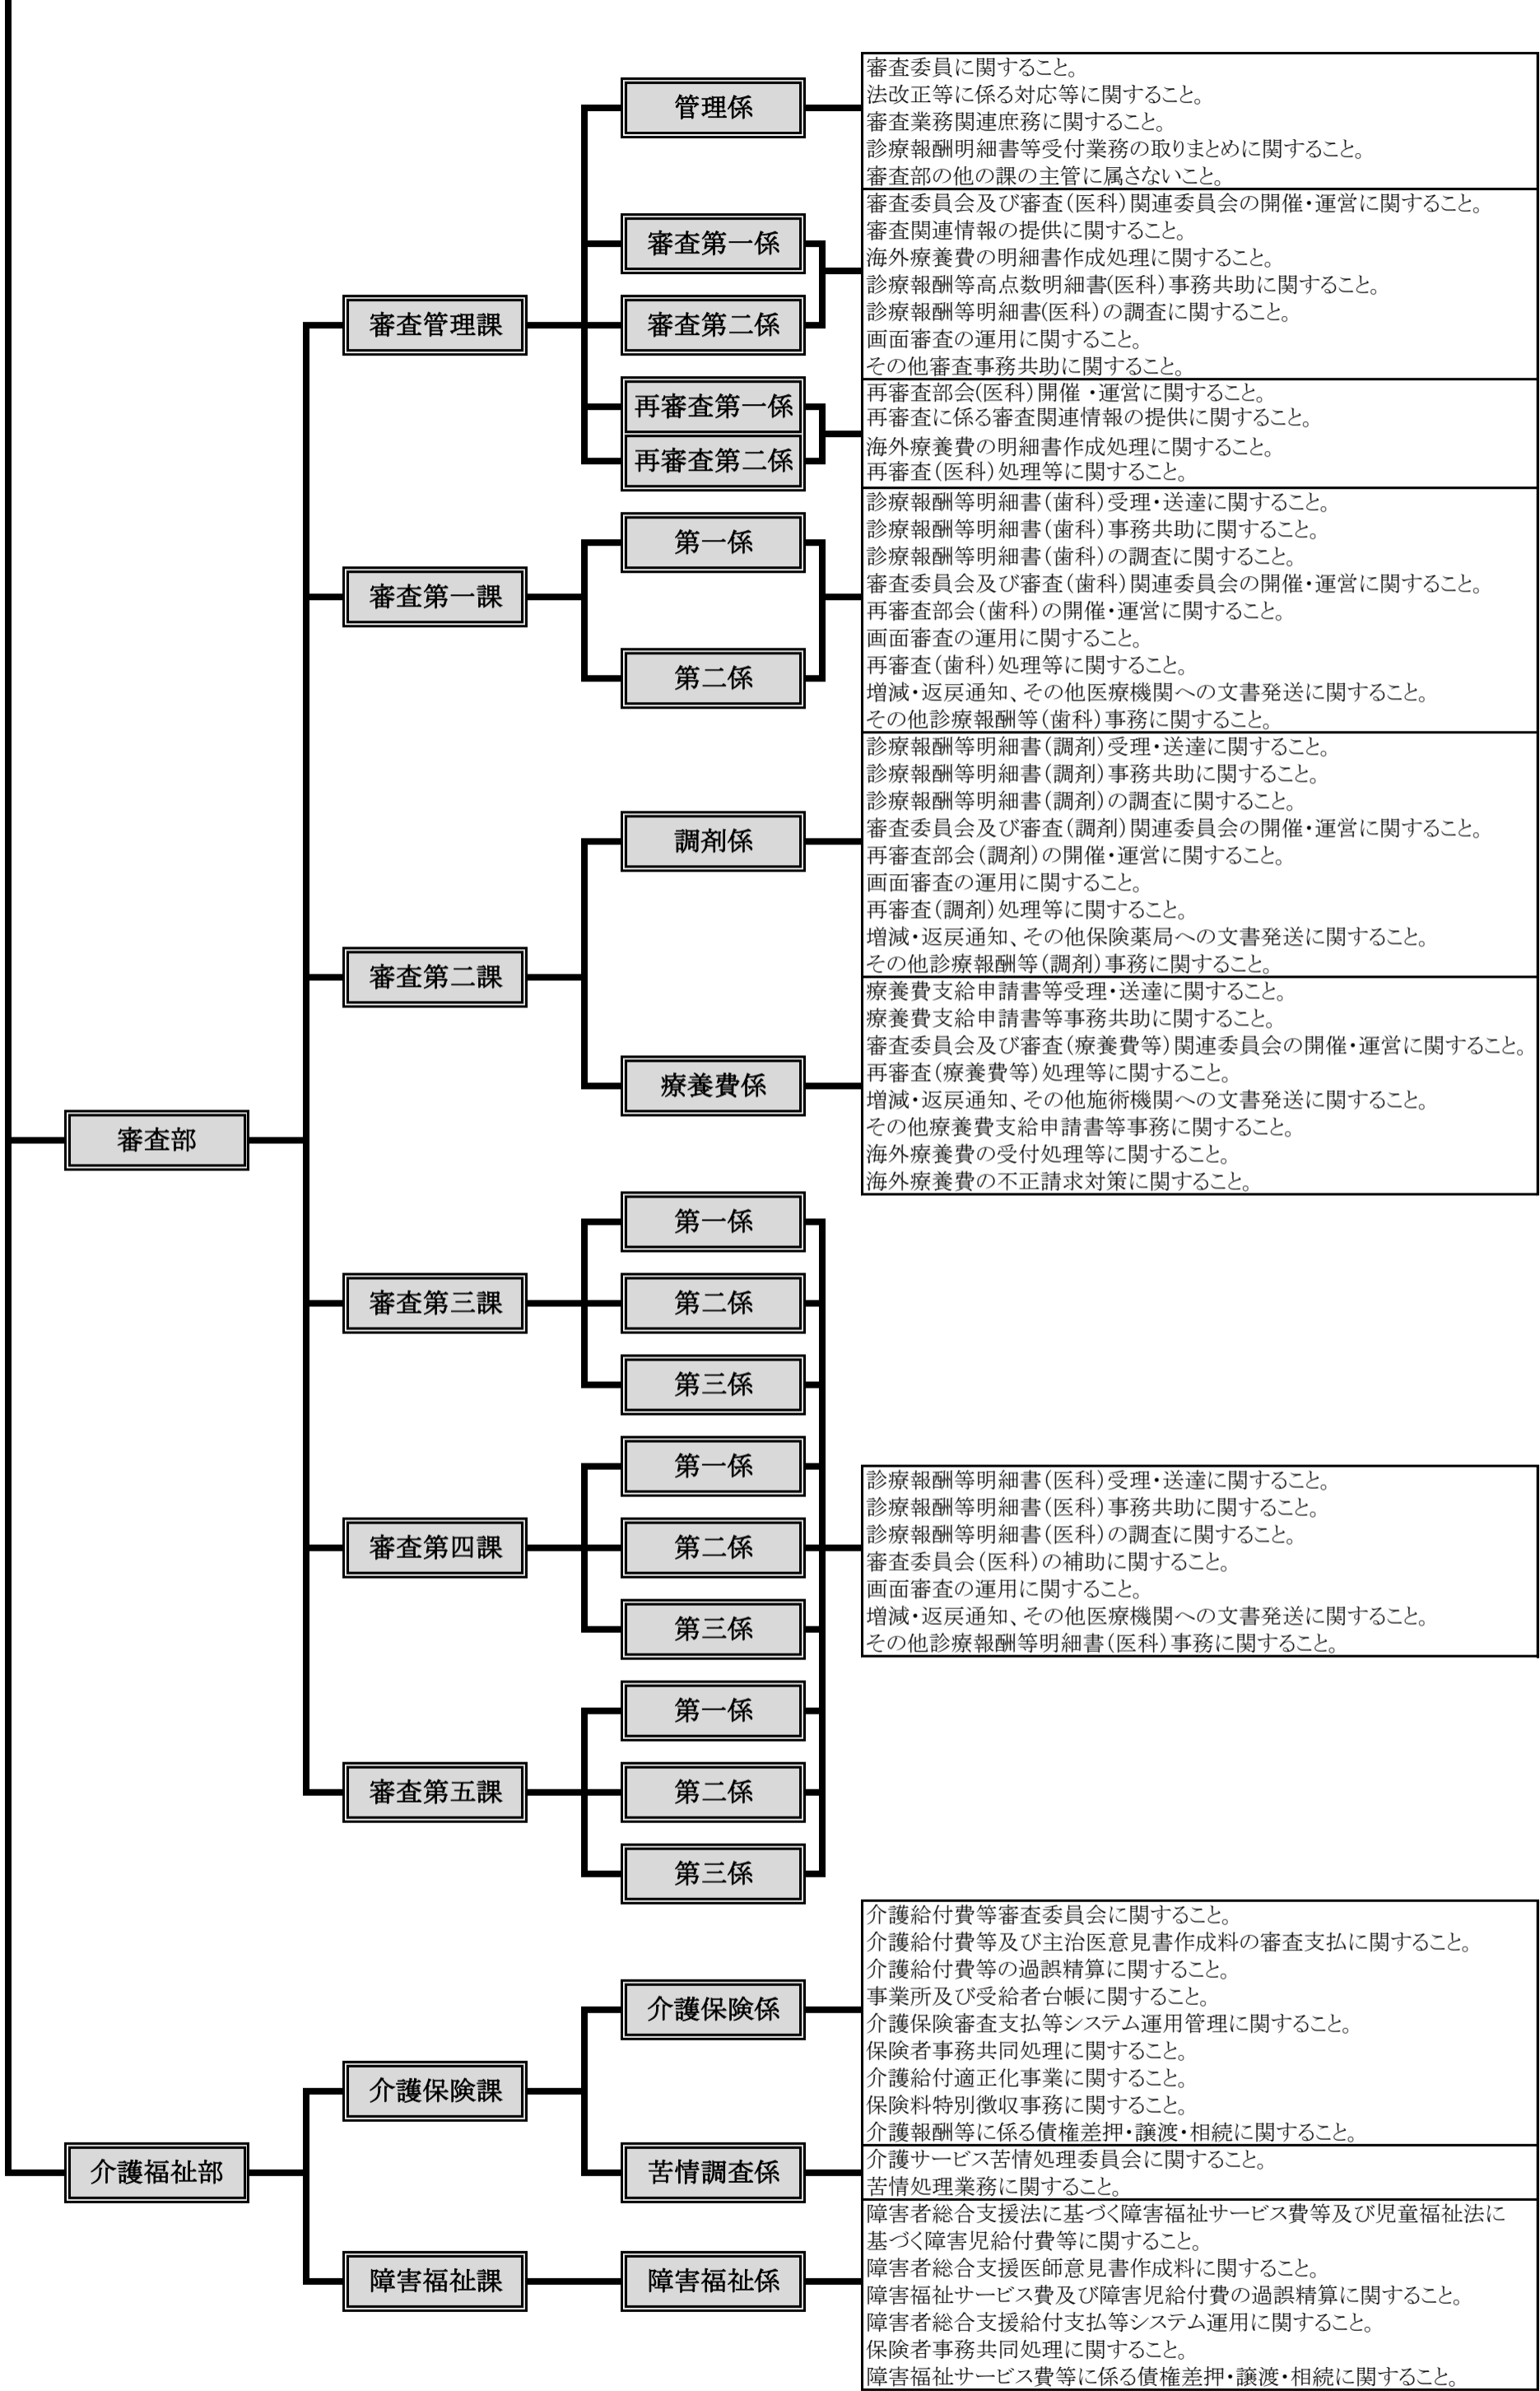 審査部
審査管理課
管理係
審査委員に関すること。
法改正等に係る対応等に関すること。
審査業務関連庶務に関すること。
診療報酬明細書等受付業務の取りまとめに関すること。
審査部の他の課の主管に属さないこと。
審査第一係
審査第二係
審査委員会及び審査(医科)関連委員会の開催・運営に関すること。
審査関連情報の提供に関すること。
海外療養費の明細書作成処理に関すること。
診療報酬等高点数明細書(医科)事務共助に関すること。
診療報酬等明細書(医科)の調査に関すること。
画面審査の運用に関すること。
その他審査事務共助に関すること。
再審査第一係
再審査第二係
再審査部会(医科)開催・運営に関すること。
再審査に係る審査関連情報の提供に関すること。
海外療養費の明細書作成処理に関すること。
再審査(医科)処理等に関すること。
審査第一課
第一係
第二係
診療報酬等明細書(歯科)受理・送達に関すること。
診療報酬等明細書(歯科)事務共助に関すること。
診療報酬等明細書(歯科)の調査に関すること。
審査委員会及び審査(歯科)関連委員会の開催・運営に関すること。
再審査部会(歯科)の開催・運営に関すること。
画面審査の運用に関すること。
再審査(歯科)処理等に関すること。
増減・返戻通知、その他医療機関への文書発送に関すること。
その他診療報酬等(歯科)事務に関すること。
審査第二課
調剤係
診療報酬等明細書(調剤)受理・送達に関すること。
診療報酬等明細書(調剤)事務共助に関すること。
診療報酬等明細書(調剤)の調査に関すること。
審査委員会及び審査(調剤)関連委員会の開催・運営に関すること。
再審査部会(調剤)の開催・運営に関すること。
画面審査の運用に関すること。
再審査(調剤)処理等に関すること。
増減・返戻通知、その他保険薬局への文書発送に関すること。
その他診療報酬等(調剤)事務に関すること。
療養費係
療養費支給申請書等受理・送達に関すること。
療養費支給申請書等事務共助に関すること。
審査委員会及び審査(療養費等)関連委員会の開催・運営に関すること。
再審査(療養費等)処理等に関すること。
増減・返戻通知、その他施術機関への文書発送に関すること。
その他療養費支給申請書等事務に関すること。
海外療養費の受付処理等に関すること。
海外療養費の不正請求対策に関すること。
審査第三課
第一係
第二係
第三係
審査第四課
第一係
第二係
第三係
審査第五課
第一係
第二係
第三係
診療報酬等明細書(医科)受理・送達に関すること。
診療報酬等明細書(医科)事務共助に関すること。
診療報酬等明細書(医科)の調査に関すること。
審査委員会(医科)の補助に関すること。
画面審査の運用に関すること。
増減・返戻通知、その他医療機関への文書発送に関すること。
その他診療報酬等明細書(医科)事務に関すること。
介護福祉部
介護保険課
介護保険係
介護給付費等審査委員会に関すること。
介護給付費等及び主治医意見書作成料の審査支払に関すること。
介護給付費等の過誤精算に関すること。
事業所及び受給者台帳に関すること。
介護保険審査支払等システム運用管理に関すること。
保険者事務共同処理に関すること。
介護給付適正化事業に関すること。
保険料特別徴収事務に関すること。
介護報酬等に係る債権差押・譲渡・相続に関すること。
苦情調査係
介護サービス苦情処理委員会に関すること。
苦情処理業務に関すること。
障害福祉課
障害福祉係
障害者総合支援法に基づく障害福祉サービス費等及び児童福祉法に
基づく障害児給付費等に関すること。
障害者総合支援医師意見書作成料に関すること。
障害福祉サービス費及び障害児給付費の過誤精算に関すること。
障害者総合支援給付支払等システム運用に関すること。
保険者事務共同処理に関すること。
障害福祉サービス費等に係る債権差押・譲渡・相続に関すること。